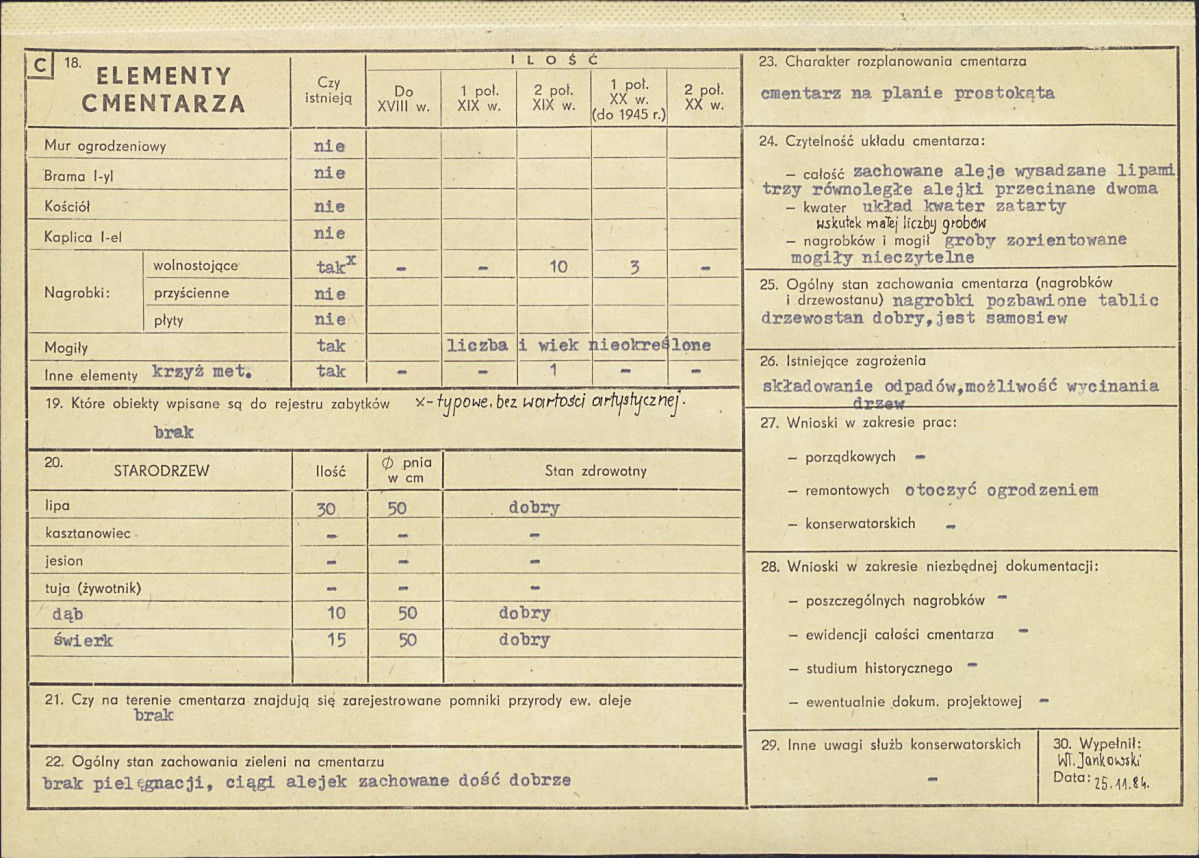 C 18. ELEMENTY
CMENTARZA
Czy
istnieją
I L O Ś Ć
Do
XVIII w.
1 poł.
XIX w.
2 poł.
XIX w.
1 poł.
XX w.
(do 1945 r.)
2 poł.
XX w.
Mur ogrodzeniowy nie
Brama I-yl nie
Kościół nie
Kaplica I-el nie
Nagrobki:
wolnostojące takx - - 10 3 -
przyścienne nie
płyty nie
Mogiły tak liczba i wiek nieokreślone
Inne elementy krzyż met. tak - - 1 - -
19. Które obiekty wpisane są do rejestru zabytków x- typowe, bez wartości artystycznej.
brak
20. STARODRZEW Ilość Ø pnia
w cm Stan zdrowotny
lipa 30 50 dobry
kasztanowiec - - -
jesion - - -
tuja (żywotnik) - - -
dąb 10 50 dobry
świerk 15 50 dobry
21. Czy na terenie cmentarza znajdują się zarejestrowane pomniki przyrody ew. aleje
brak
22. Ogólny stan zachowania zieleni na cmentarzu
brak pielęgnacji, ciągi alejek zachowane dość dobrze
23. Charakter rozplanowania cmentarza
cmentarz na planie prostokąta
24. Czytelność układu cmentarza:
— całość zachowane aleje wysadzane lipami
trzy równoległe alejki przecinane dwoma
— kwater układ kwater zatarty
wskutek małej liczby grobów
— nagrobków i mogił groby zorientowane
mogiły nieczytelne
25. Ogólny stan zachowania cmentarza (nagrobków
i drzewostanu) nagrobki pozbawione tablic
drzewostan dobry,jest samosiew
26. Istniejące zagrożenia
składowanie odpadów,możliwość wycinania
drzew
27. Wnioski w zakresie prac:
— porządkowych -
— remontowych otoczyć ogrodzeniem
— konserwatorskich -
28. Wnioski w zakresie niezbędnej dokumentacji:
— poszczególnych nagrobków -
— ewidencji całości cmentarza -
— studium historycznego -
— ewentualnie dokum. projektowej -
29. Inne uwagi służb konserwatorskich
-
30. Wypełnił:
Wł. Jankowski
Data: 25.11.84.